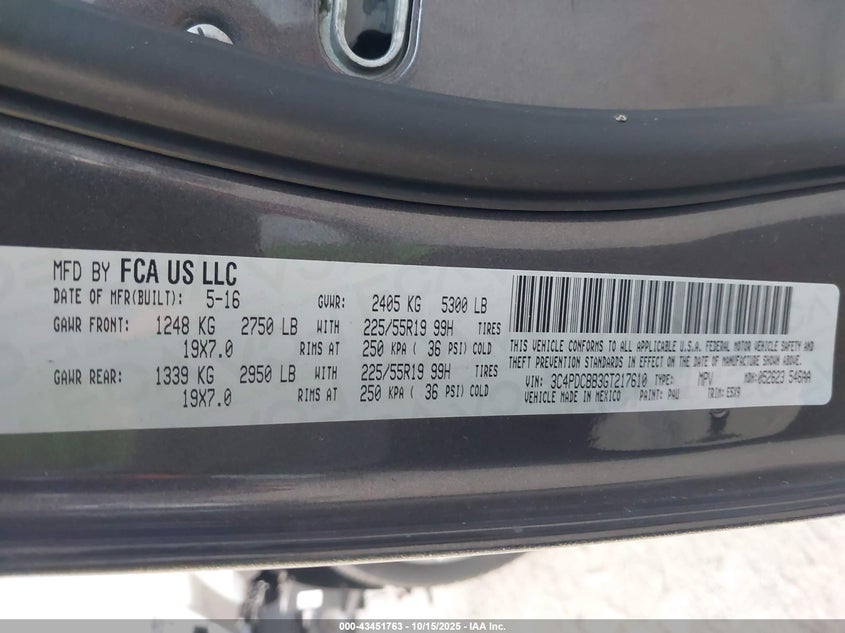 MFD BY FCA US LLC
DATE OF MFR(BUILT): 5-16 GVWR: 2405 KG 5300 LB
GAWR FRONT: 1248 KG 2750 LB WITH 225/55R19 99H TIRES
19X7.0 RIMS AT 250 KPA ( 36 PSI) COLD
GAWR REAR: 1339 KG 2950 LB WITH 225/55R19 99H TIRES
19X7.0 RIMS AT 250 KPA ( 36 PSI) COLD
THIS VEHICLE CONFORMS TO ALL APPLICABLE U.S.A. FEDERAL MOTOR VEHICLE SAFETY AND
THEFT PREVENTION STANDARDS IN EFFECT ON THE DATE OF MANUFACTURE SHOWN ABOVE.
VIN: 3C4PDCBB3GT217610 TYPE: MPV MDH: 052623 546AA
VEHICLE MADE IN MEXICO PAINT: PAU TRIM: E5X9
000-43451763 - 10/15/2025 - IAA Inc.